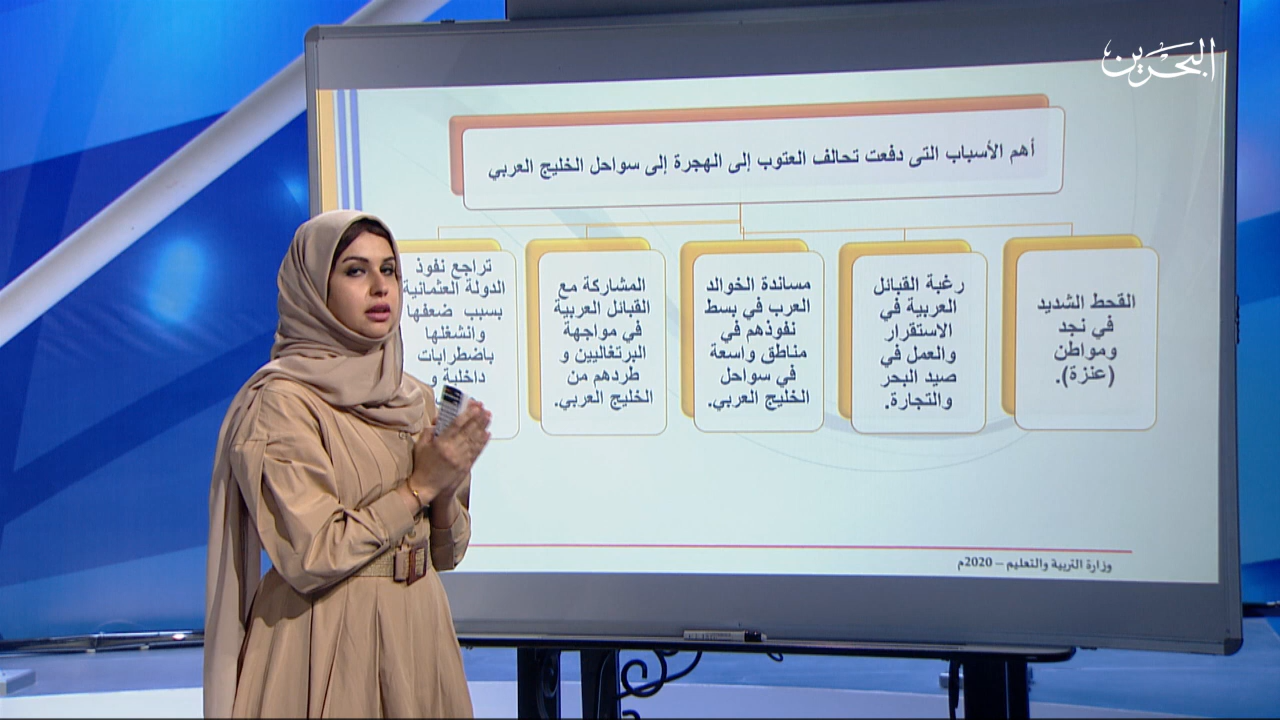 البحرين
أهم الأسباب التى دفعت تحالف العتوب إلى الهجرة إلى سواحل الخليج العربي
القحط الشديد
في نجد
ومواطن
(عنزة).
رغبة القبائل
العربية في
الاستقرار
والعمل في
صيد البحر
والتجارة.
مساندة الخوالد
العرب في بسط
نفوذهم في
مناطق واسعة
في سواحل
الخليج العربي.
المشاركة مع
القبائل العربية
في مواجهة
البرتغاليين و
طردهم من
الخليج العربي.
تراجع نفوذ
الدولة العثمانية
بسبب ضعفها
وانشغلها
باضطرابات
داخلية و
وزارة التربية والتعليم – 2020م